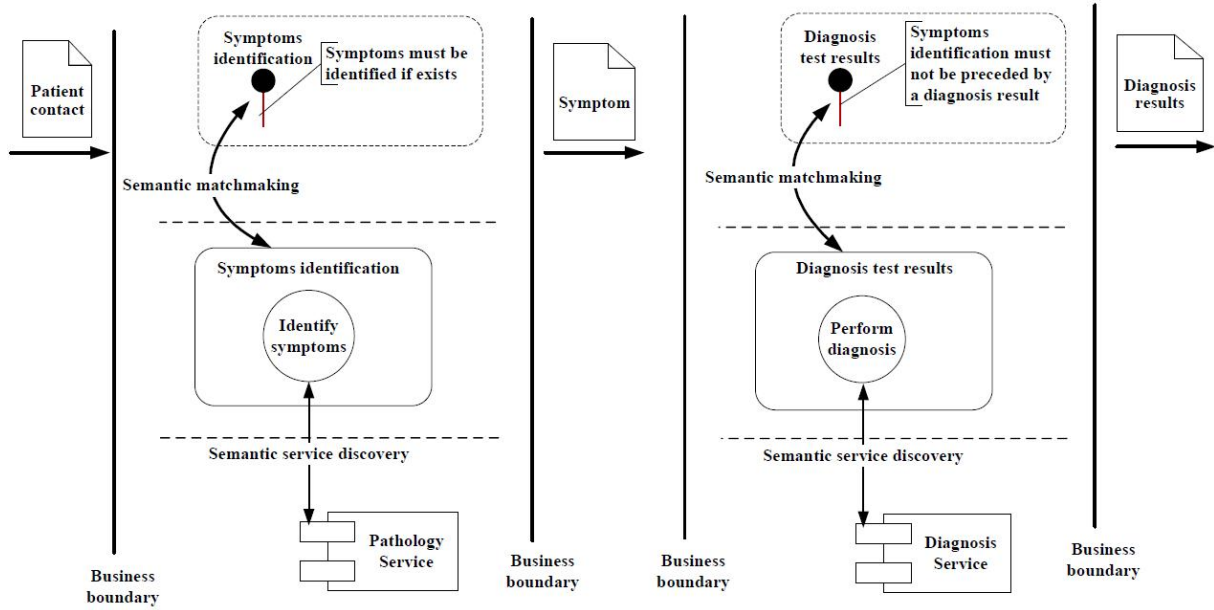 Patient
contact
Symptoms
identification
Symptoms must be
identified if exists
Semantic matchmaking
Symptoms identification
Identify
symptoms
Semantic service discovery
Pathology
Service
Business
boundary
Business
boundary
Symptom
Diagnosis
test results
Symptoms
identification must
not be preceded by
a diagnosis result
Semantic matchmaking
Diagnosis test results
Perform
diagnosis
Semantic service discovery
Diagnosis
Service
Business
boundary
Business
boundary
Diagnosis
results